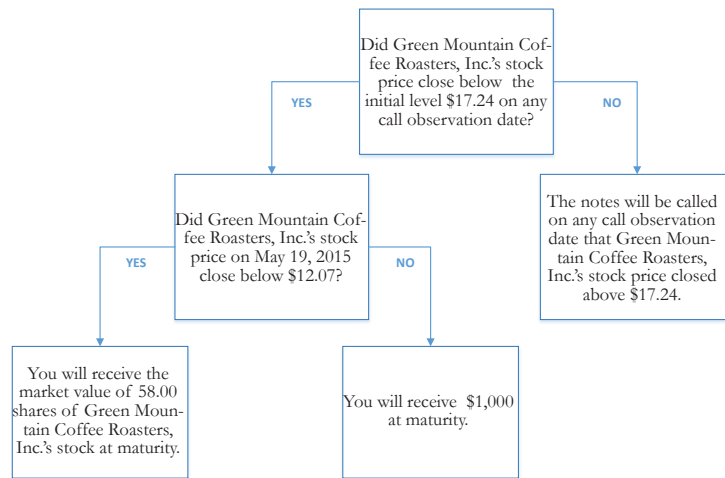 Did Green Mountain Cof-
fee Roasters, Inc.'s stock
price close below the
initial level $17.24 on any
call observation date?
YES
NO
Did Green Mountain Cof-
fee Roasters, Inc.'s stock
price on May 19, 2015
close below $12.07?
The notes will be called
on any call observation
date that Green Moun-
tain Coffee Roasters,
Inc.'s stock price closed
above $17.24.
YES
NO
You will receive the
market value of 58.00
shares of Green Moun-
tain Coffee Roasters,
Inc.'s stock at maturity.
You will receive $1,000
at maturity.